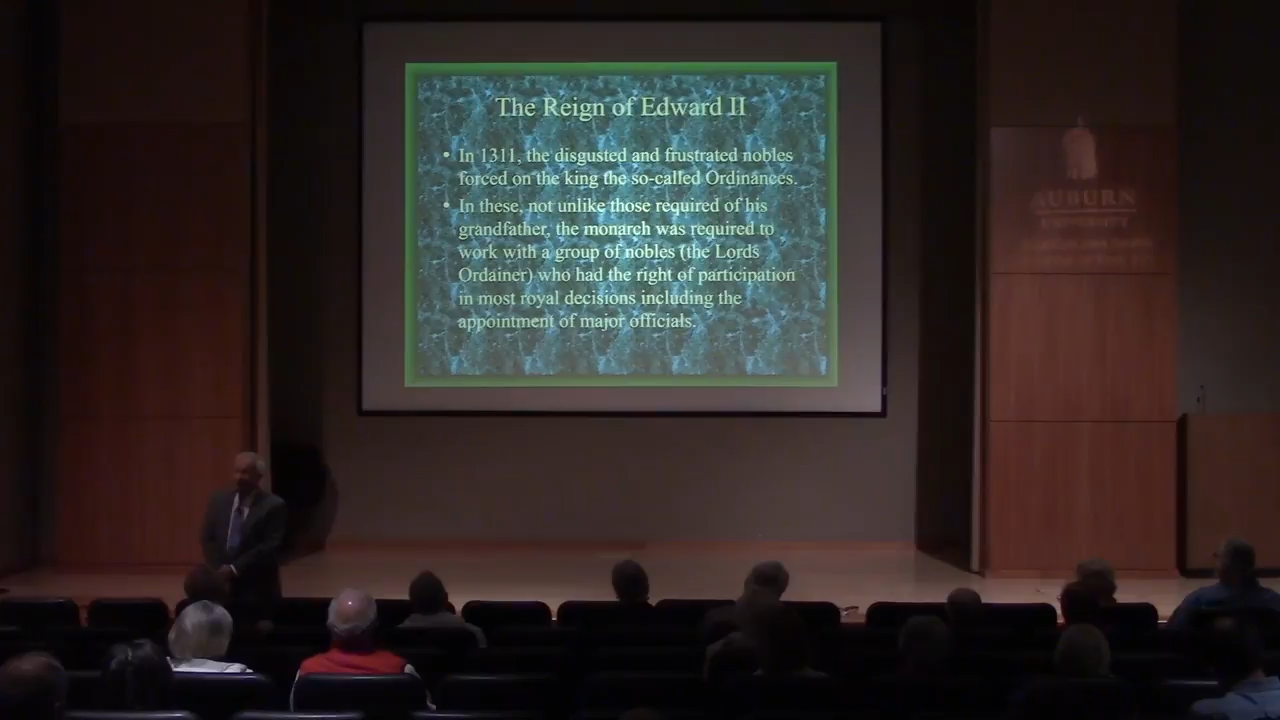 The Reign of Edward II
• In 1311, the disgusted and frustrated nobles
forced on the king the so-called Ordinances.
• In these, not unlike those required of his
grandfather, the monarch was required to
work with a group of nobles (the Lords
Ordainer) who had the right of participation
in most royal decisions including the
appointment of major officials.
AUBURN
UNIVERSITY